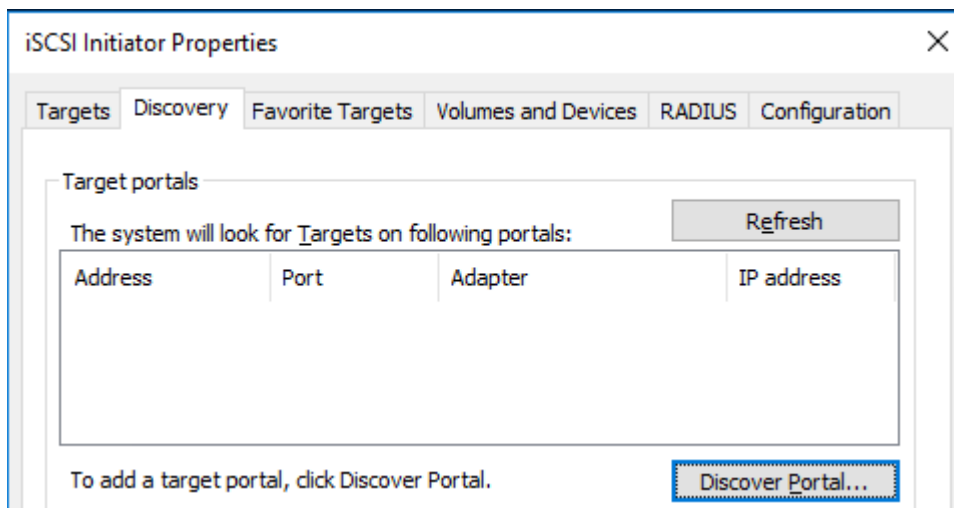 iSCSI Initiator Properties
Targets Discovery Favorite Targets Volumes and Devices RADIUS Configuration
Target portals
Refresh
The system will look for Targets on following portals:
Address Port Adapter IP address
To add a target portal, click Discover Portal.
Discover Portal...